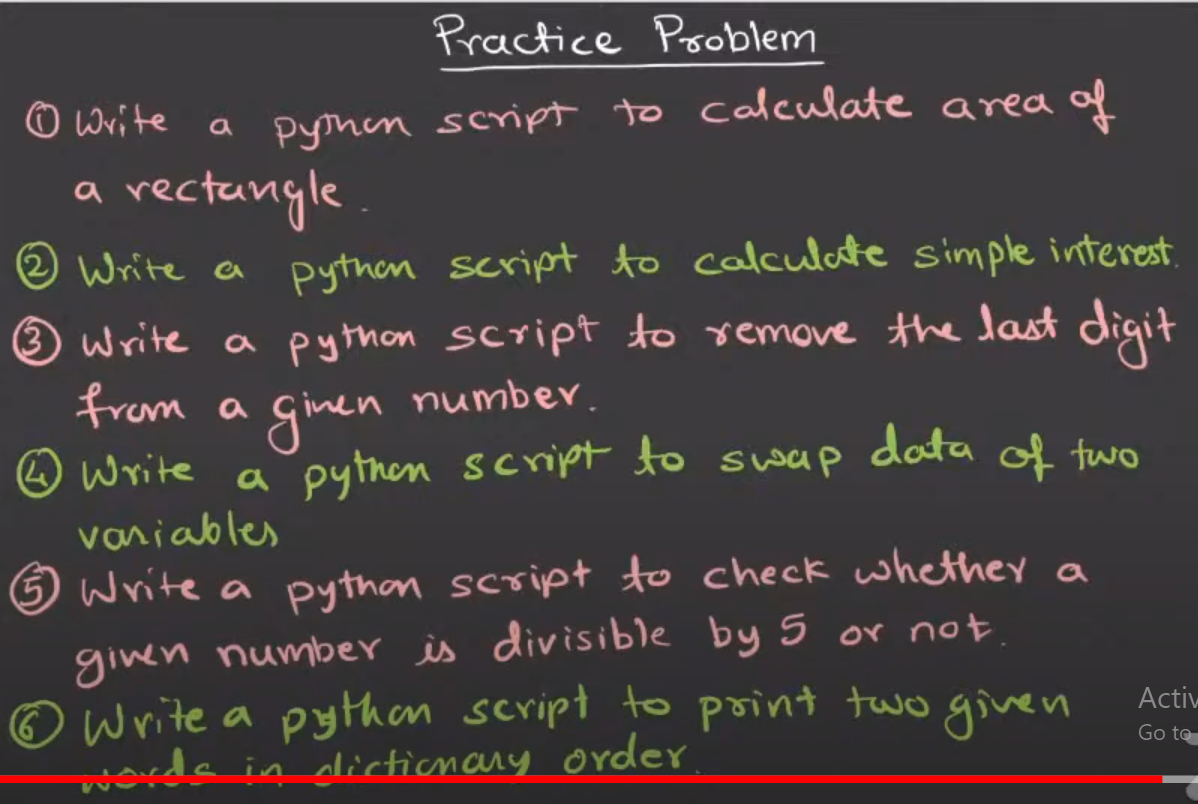 Practice Problem
① Write a python script to calculate area of
a rectangle.
② Write a python script to calculate simple interest.
③ Write a python script to remove the last digit
from a given number.
④ Write a python script to swap data of two
variables
⑤ Write a python script to check whether a
given number is divisible by 5 or not.
⑥ Write a python script to print two given
words in dictionary order.
Activ
Go to